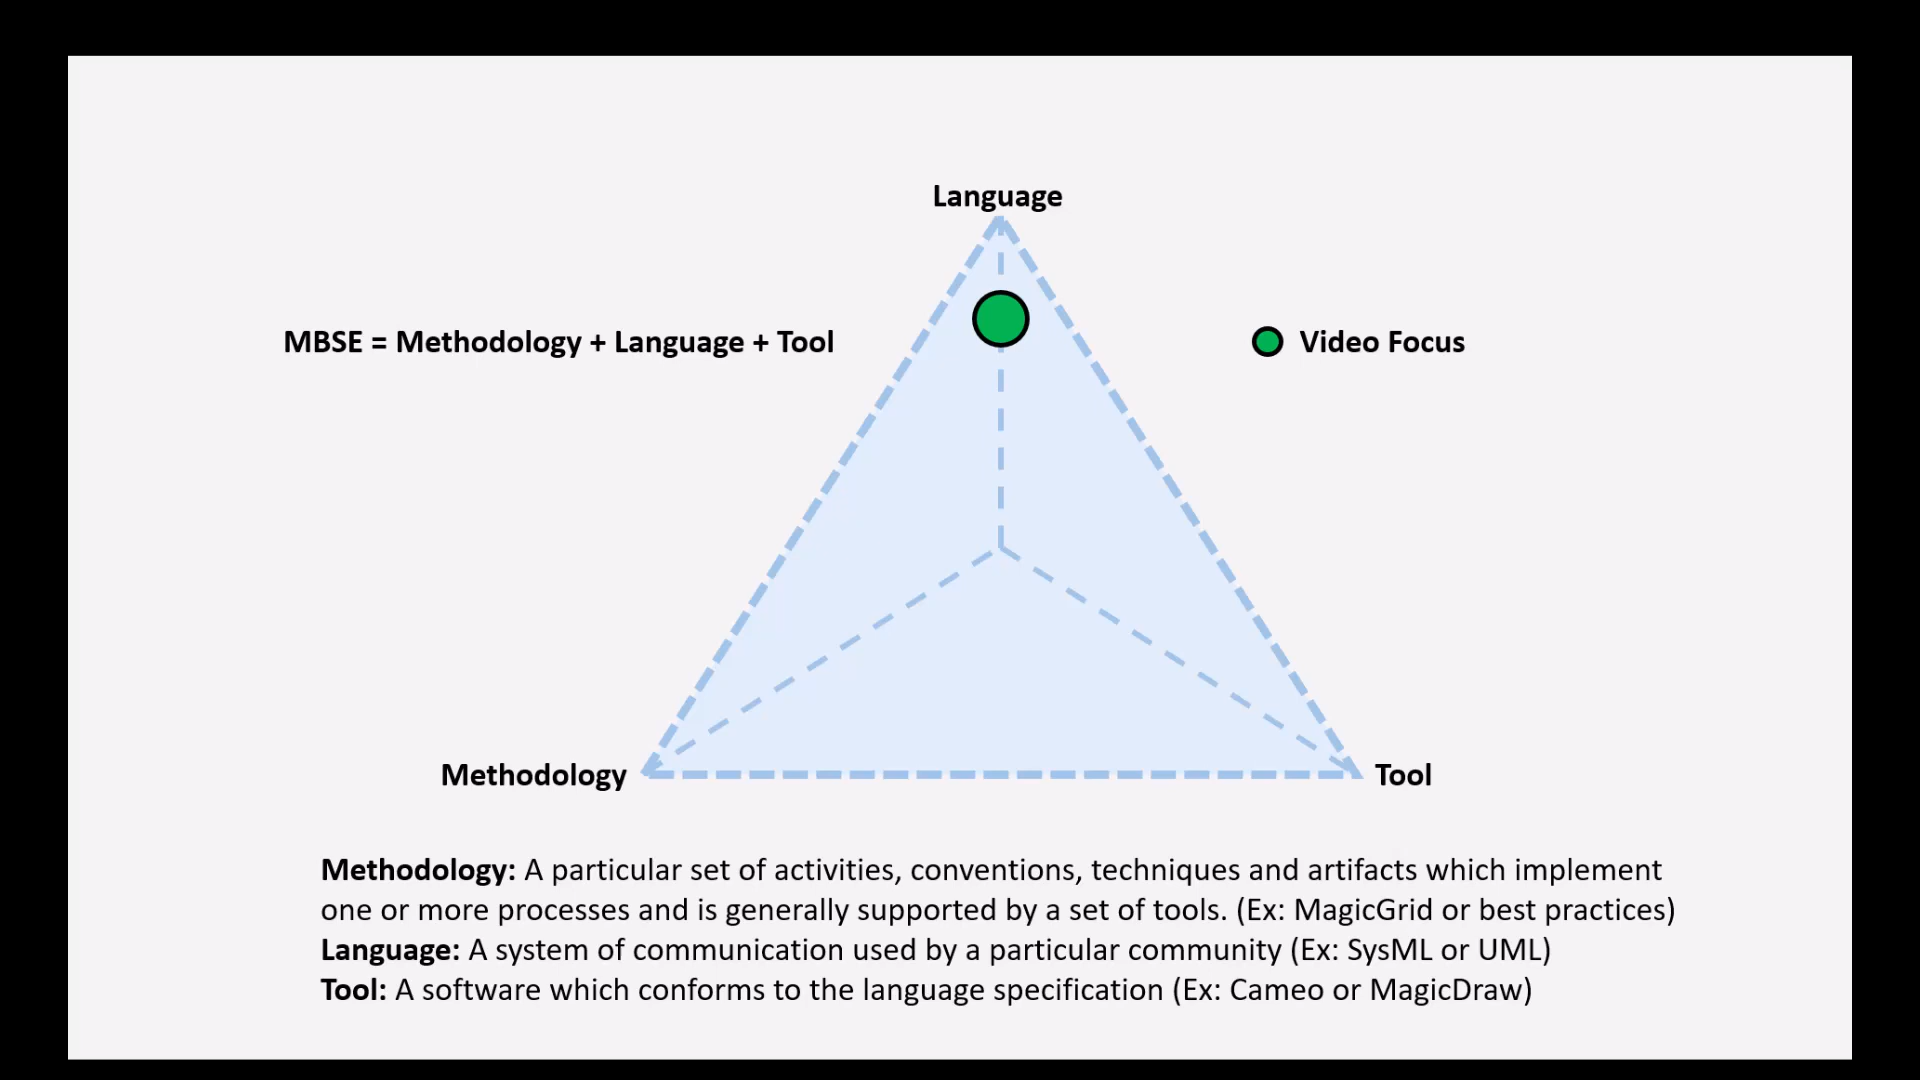 Language
MBSE = Methodology + Language + Tool
Video Focus
Methodology
Tool
Methodology: A particular set of activities, conventions, techniques and artifacts which implement
one or more processes and is generally supported by a set of tools. (Ex: MagicGrid or best practices)
Language: A system of communication used by a particular community (Ex: SysML or UML)
Tool: A software which conforms to the language specification (Ex: Cameo or MagicDraw)